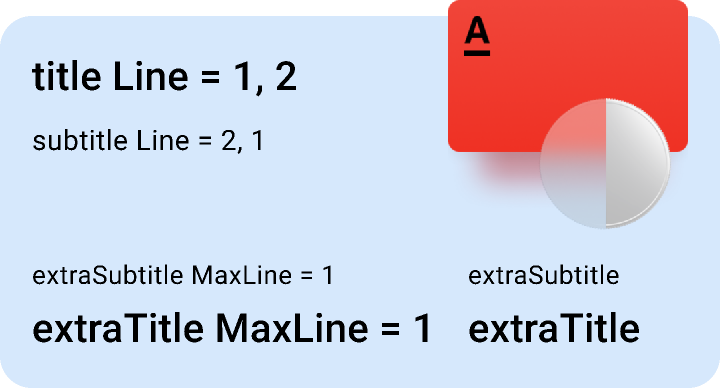 A
title Line = 1, 2
subtitle Line = 2, 1
extraSubtitle MaxLine = 1
extraSubtitle
extraTitle MaxLine = 1
extraTitle